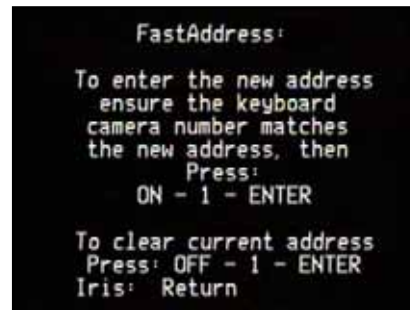 FastAddress:
To enter the new address
ensure the keyboard
camera number matches
the new address, then
Press:
ON - 1 - ENTER
To clear current address
Press: OFF - 1 - ENTER
Iris: Return